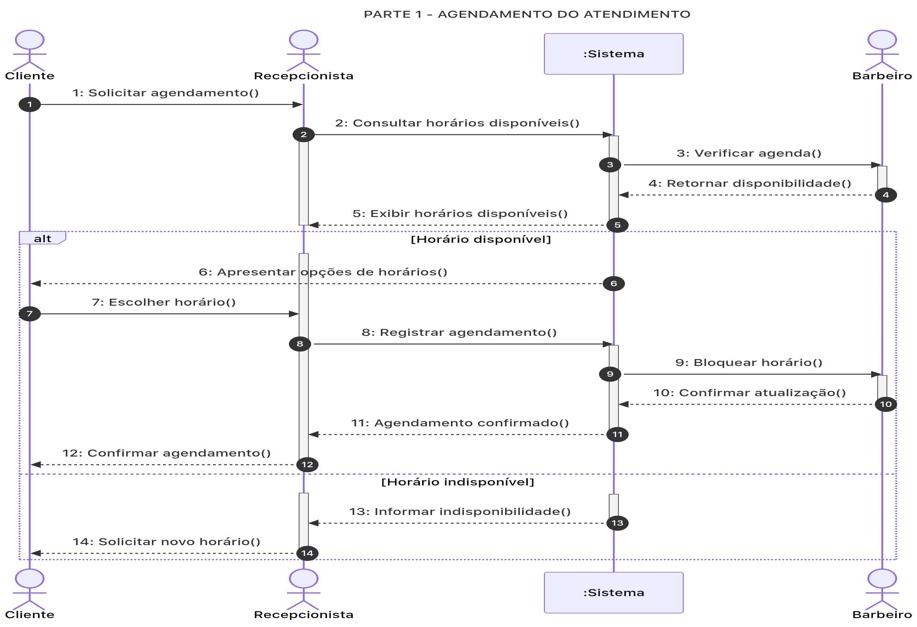 PARTE 1 - AGENDAMENTO DO ATENDIMENTO
Cliente
Recepcionista
:Sistema
Barbeiro
1: Solicitar agendamento()
1
2: Consultar horários disponíveis()
2
3: Verificar agenda()
3
4: Retornar disponibilidade()
4
5: Exibir horários disponíveis()
5
alt
[Horário disponível]
6: Apresentar opções de horários()
6
7: Escolher horário()
7
8: Registrar agendamento()
8
9: Bloquear horário()
9
10: Confirmar atualização()
10
11: Agendamento confirmado()
11
12: Confirmar agendamento()
12
[Horário indisponível]
13: Informar indisponibilidade()
13
14: Solicitar novo horário()
14
Cliente
Recepcionista
:Sistema
Barbeiro